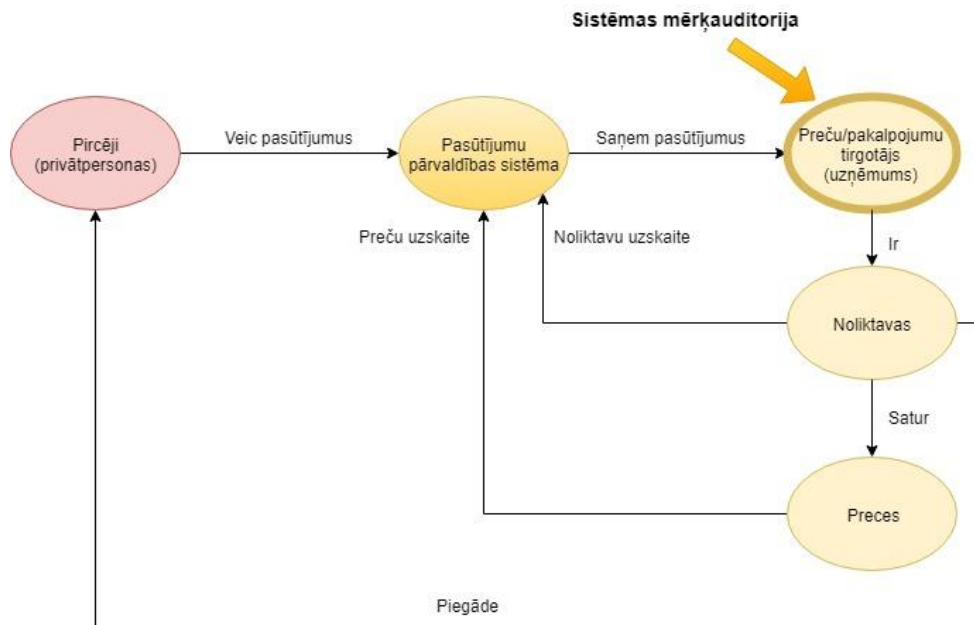 Sistēmas mērķauditorija
Pircēji
(privātpersonas)
Veic pasūtījumus
Pasūtījumu
pārvaldības sistēma
Saņem pasūtījumus
Preču/pakalpojumu
tirgotājs
(uzņēmums)
Preču uzskaite
Noliktavu uzskaite
Ir
Noliktavas
Satur
Preces
Piegāde